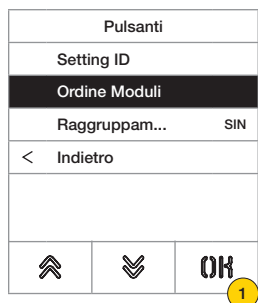 Pulsanti
Setting ID
Ordine Moduli
Raggruppam... SIN
< Indietro
OK
1